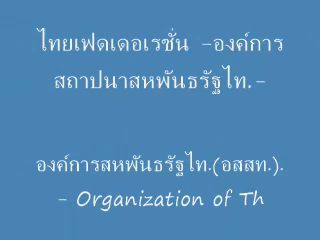 ไทยเฟดเดอเรชั่น -องค์การ
สถาปนาสหพันธรัฐไท.-
องค์การสหพันธรัฐไท.(อสสท.).
- Organization of Th